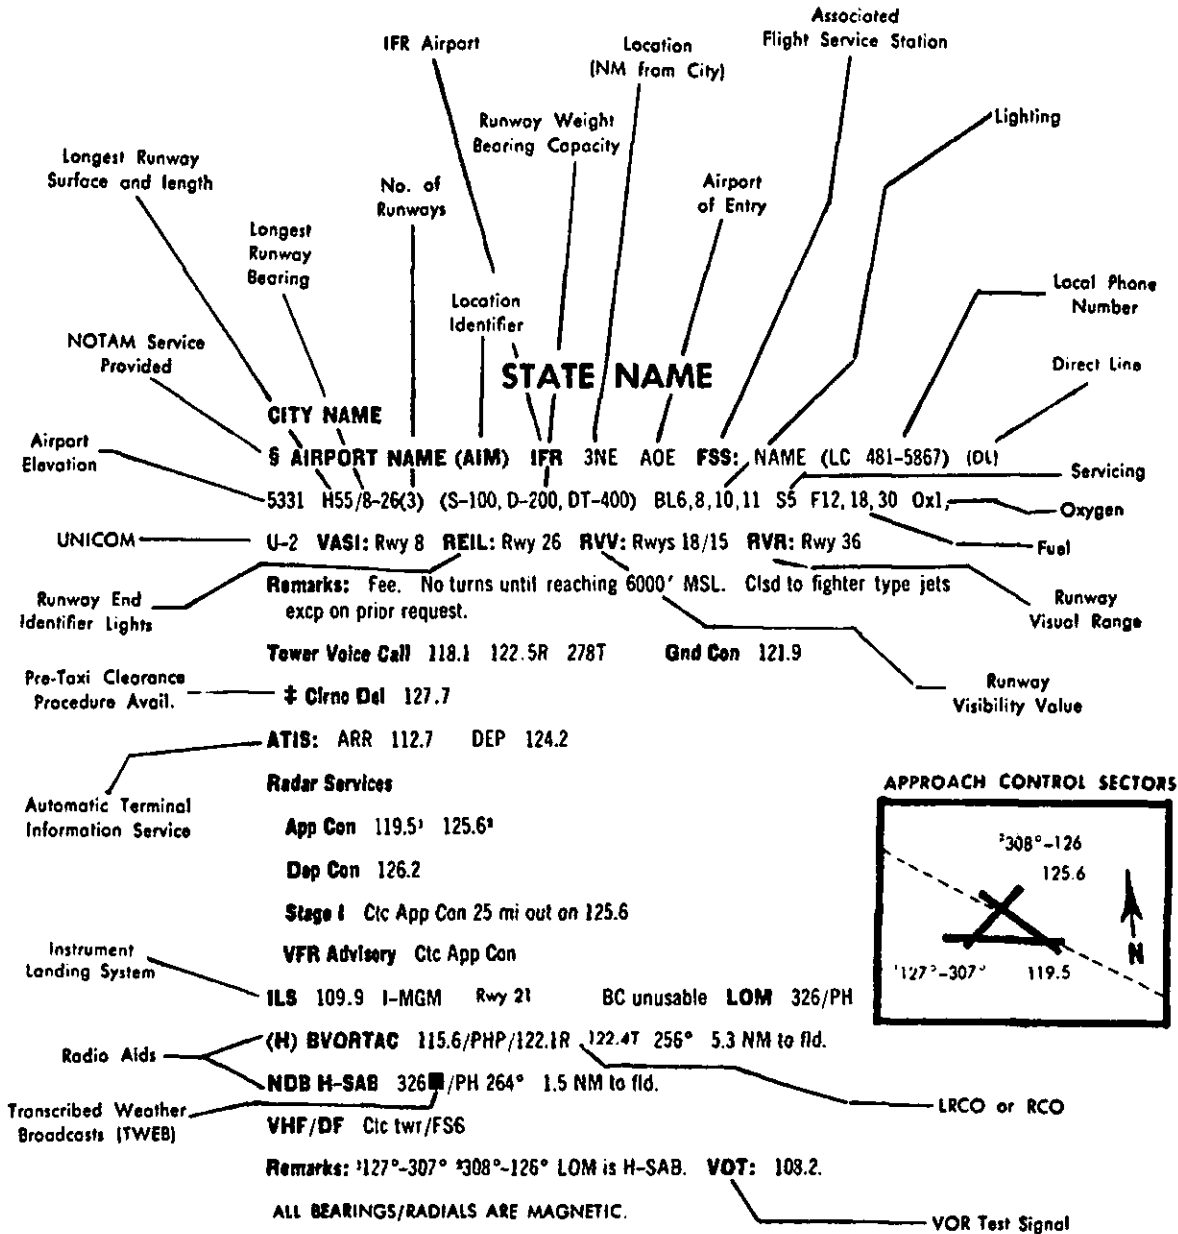 Associated
Flight Service Station
IFR Airport
Location
(NM from City)
Lighting
Runway Weight
Bearing Capacity
Longest Runway
Surface and length
No. of
Runways
Airport
of Entry
Longest
Runway
Bearing
Location
Identifier
Local Phone
Number
NOTAM Service
Provided
Direct Line
STATE NAME
CITY NAME
Airport
Elevation
§ AIRPORT NAME (AIM) IFR 3NE AOE FSS: NAME (LC 481-5867) (DL)
Servicing
5331 H55/8-26(3) (S-100, D-200, DT-400) BL6,8,10,11 S5 F12,18,30 Ox1,
Oxygen
UNICOM
U-2 VASI: Rwy 8 REIL: Rwy 26 RVV: Rwys 18/15 RVR: Rwy 36
Fuel
Remarks: Fee. No turns until reaching 6000' MSL. Clsd to fighter type jets
excp on prior request.
Runway End
Identifier Lights
Runway
Visual Range
Tower Voice Call 118.1 122.5R 278T Gnd Con 121.9
Pre-Taxi Clearance
Procedure Avail.
‡ Clrnc Del 127.7
Runway
Visibility Value
ATIS: ARR 112.7 DEP 124.2
Radar Services
Automatic Terminal
Information Service
APPROACH CONTROL SECTORS
App Con 119.5¹ 125.6²
²308°-126
125.6
Dep Con 126.2
Stage I Ctc App Con 25 mi out on 125.6
VFR Advisory Ctc App Con
N
¹127°-307° 119.5
Instrument
Landing System
ILS 109.9 I-MGM Rwy 21 BC unusable LOM 326/PH
(H) BVORTAC 115.6/PHP/122.1R 122.4T 256° 5.3 NM to fld.
Radio Aids
NDB H-SAB 326■/PH 264° 1.5 NM to fld.
LRCO or RCO
Transcribed Weather
Broadcasts (TWEB)
VHF/DF Ctc twr/FS6
Remarks: ¹127°-307° ²308°-126° LOM is H-SAB. VOT: 108.2.
ALL BEARINGS/RADIALS ARE MAGNETIC.
VOR Test Signal